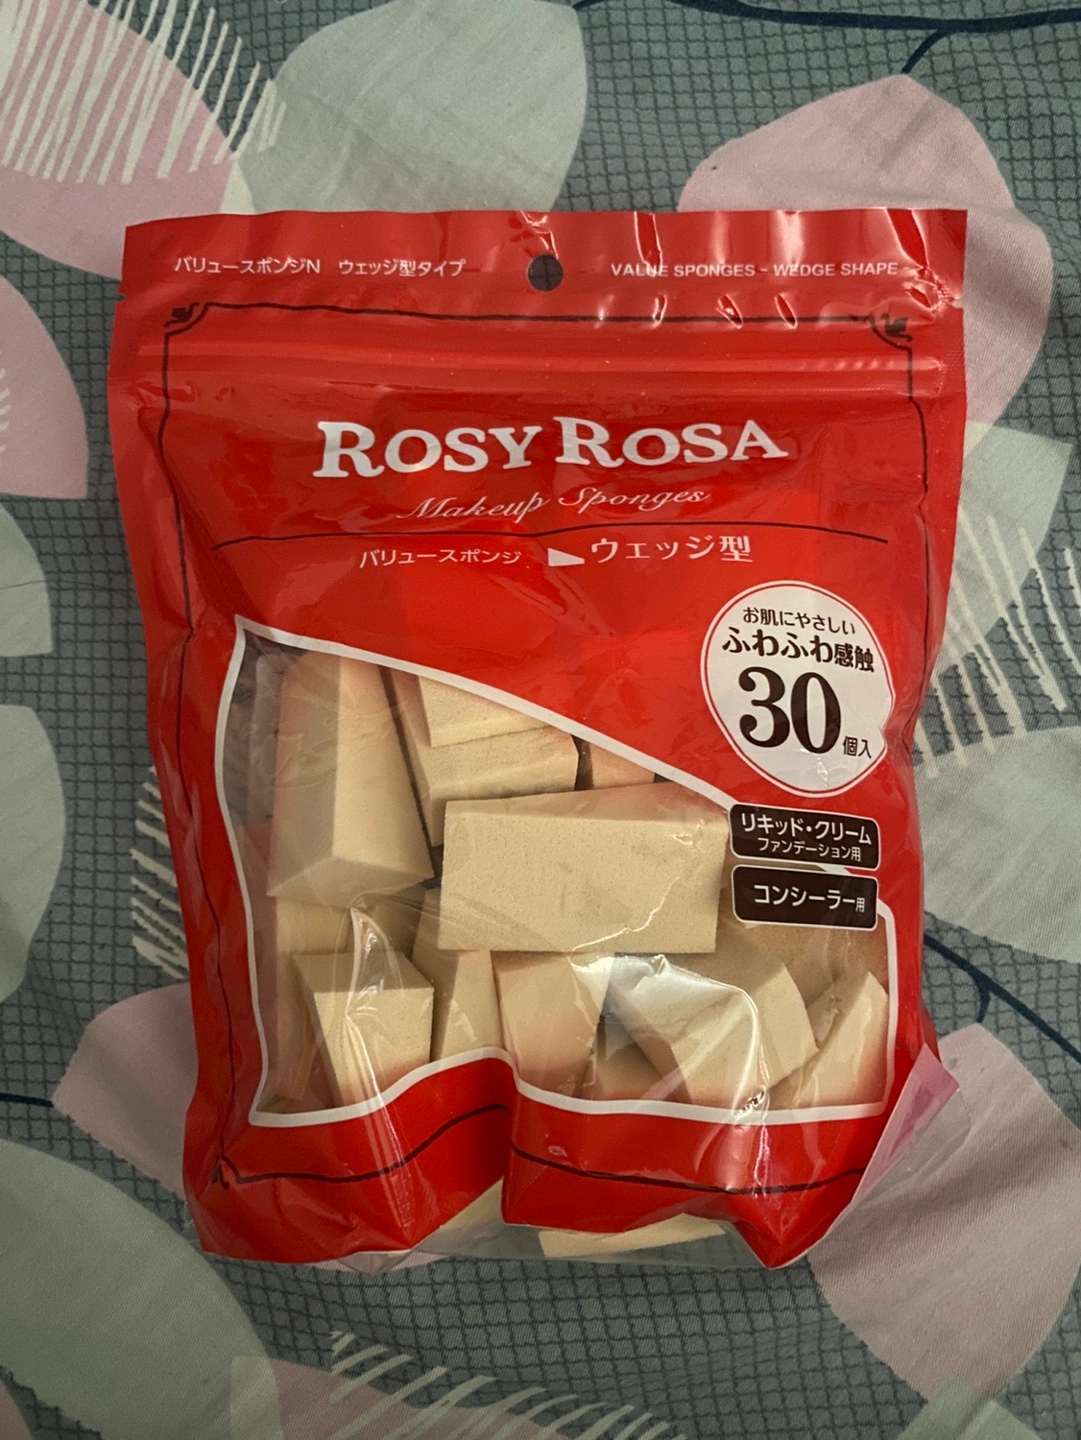 バリュースポンジN ウェッジ型タイプ
VALUE SPONGES - WEDGE SHAPE -
ROSY ROSA
Makeup Sponges
バリュースポンジ ウェッジ型
お肌にやさしい
ふわふわ感触
30個入
リキッド・クリーム
ファンデーション用
コンシーラー用